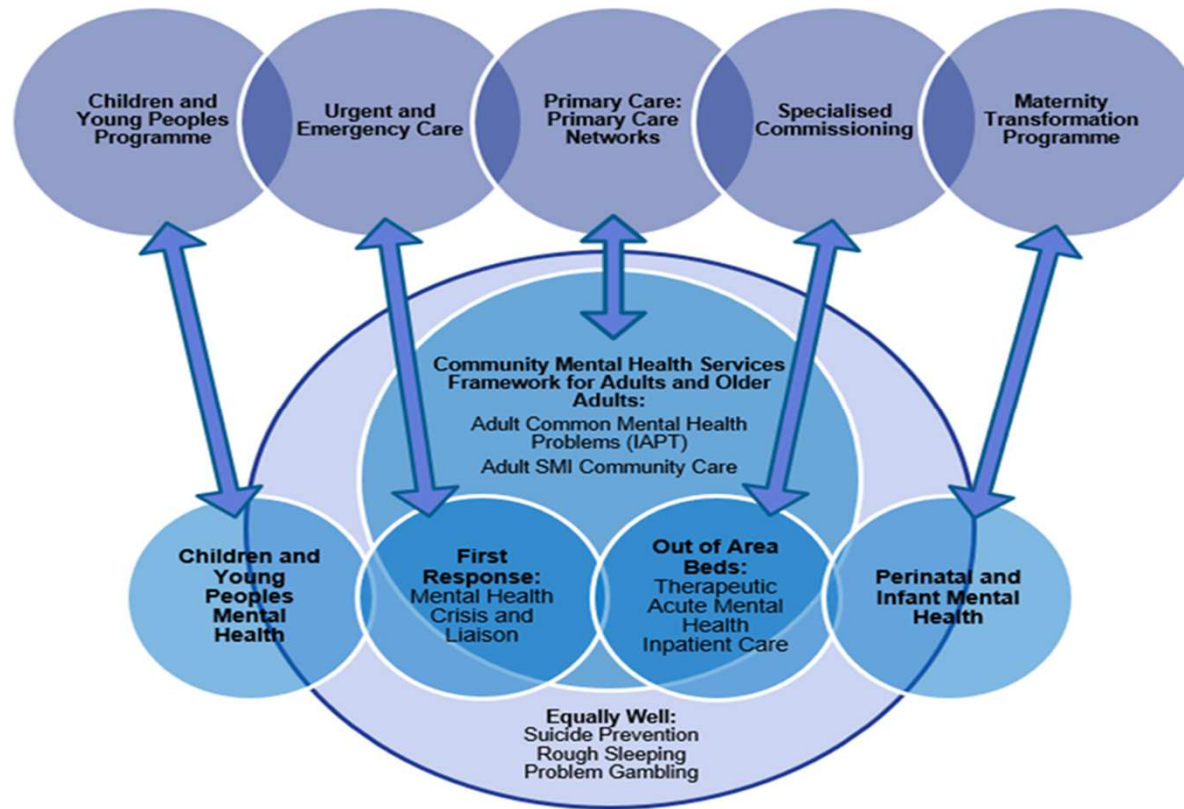 Children and
Young Peoples
Programme
Urgent and
Emergency Care
Primary Care:
Primary Care
Networks
Specialised
Commissioning
Maternity
Transformation
Programme
Community Mental Health Services
Framework for Adults and Older
Adults:
Adult Common Mental Health
Problems (IAPT)
Adult SMI Community Care
Children and
Young
Peoples
Mental
Health
First
Response:
Mental Health
Crisis and
Liaison
Out of Area
Beds:
Therapeutic
Acute Mental
Health
Inpatient Care
Perinatal and
Infant Mental
Health
Equally Well:
Suicide Prevention
Rough Sleeping
Problem Gambling